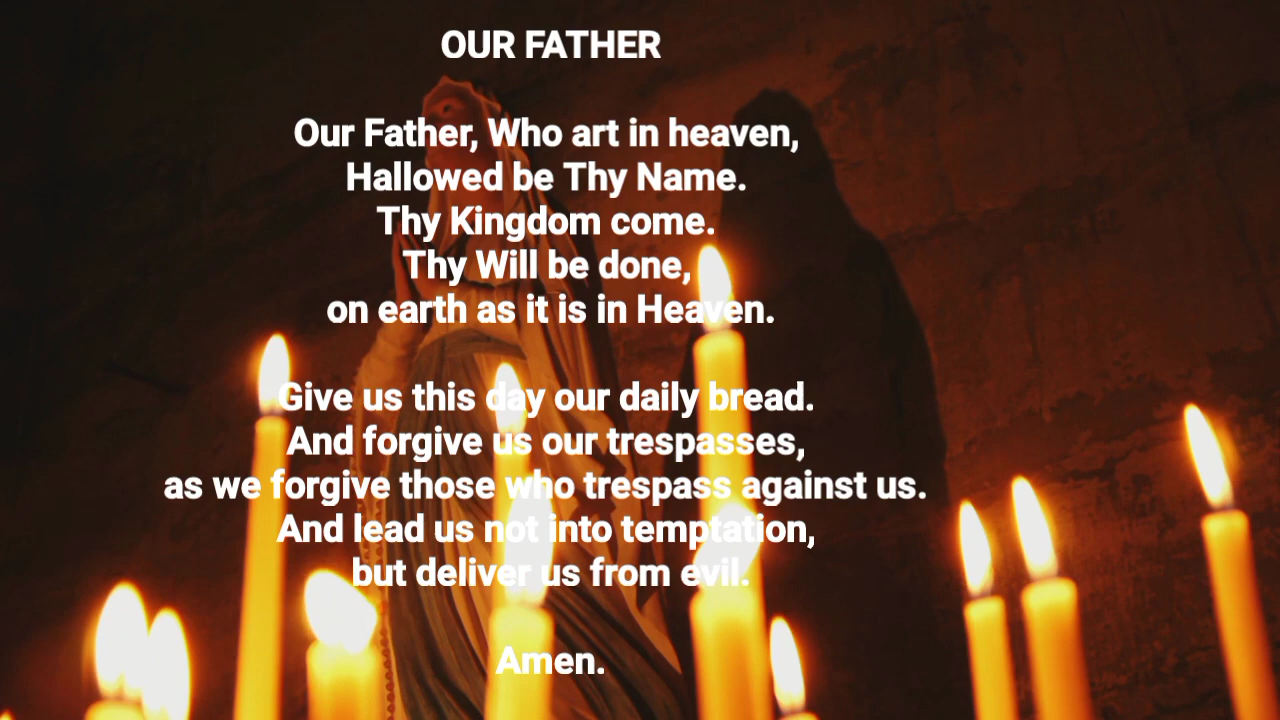 OUR FATHER
Our Father, Who art in heaven,
Hallowed be Thy Name.
Thy Kingdom come.
Thy Will be done,
on earth as it is in Heaven.
Give us this day our daily bread.
And forgive us our trespasses,
as we forgive those who trespass against us.
And lead us not into temptation,
but deliver us from evil.
Amen.